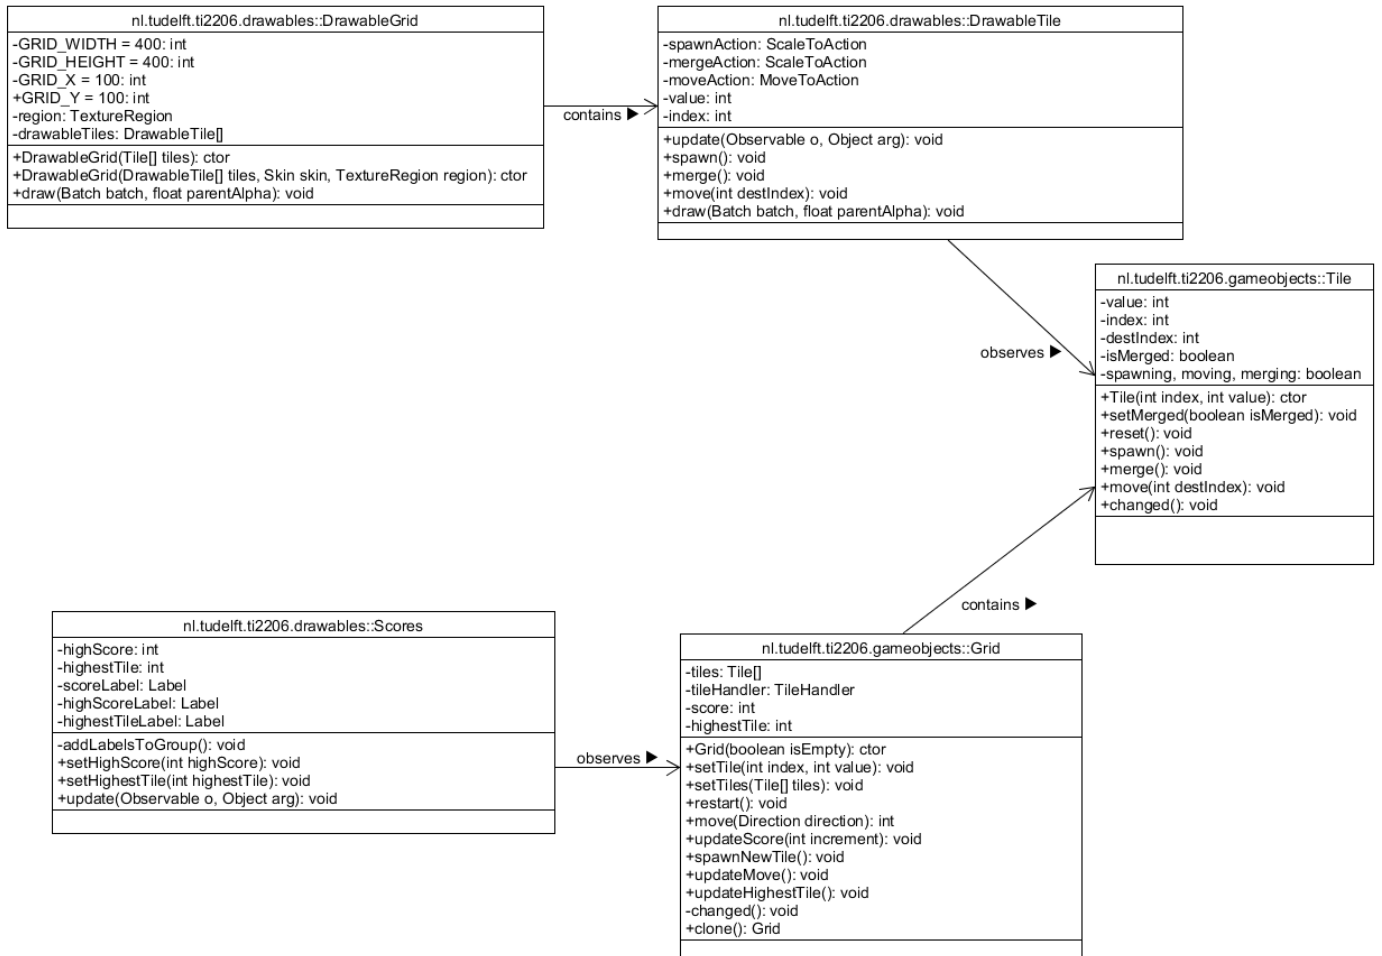 nl.tudelft.ti2206.drawables::DrawableGrid
-GRID_WIDTH = 400: int
-GRID_HEIGHT = 400: int
-GRID_X = 100: int
+GRID_Y = 100: int
-region: TextureRegion
-drawableTiles: DrawableTile[]
+DrawableGrid(Tile[] tiles): ctor
+DrawableGrid(DrawableTile[] tiles, Skin skin, TextureRegion region): ctor
+draw(Batch batch, float parentAlpha): void
contains ▶
nl.tudelft.ti2206.drawables::DrawableTile
-spawnAction: ScaleToAction
-mergeAction: ScaleToAction
-moveAction: MoveToAction
-value: int
-index: int
+update(Observable o, Object arg): void
+spawn(): void
+merge(): void
+move(int destIndex): void
+draw(Batch batch, float parentAlpha): void
observes ▶
nl.tudelft.ti2206.gameobjects::Tile
-value: int
-index: int
-destIndex: int
-isMerged: boolean
-spawning, moving, merging: boolean
+Tile(int index, int value): ctor
+setMerged(boolean isMerged): void
+reset(): void
+spawn(): void
+merge(): void
+move(int destIndex): void
+changed(): void
contains ▶
nl.tudelft.ti2206.drawables::Scores
-highScore: int
-highestTile: int
-scoreLabel: Label
-highScoreLabel: Label
-highestTileLabel: Label
-addLabelsToGroup(): void
+setHighScore(int highScore): void
+setHighestTile(int highestTile): void
+update(Observable o, Object arg): void
observes ▶
nl.tudelft.ti2206.gameobjects::Grid
-tiles: Tile[]
-tileHandler: TileHandler
-score: int
-highestTile: int
+Grid(boolean isEmpty): ctor
+setTile(int index, int value): void
+setTiles(Tile[] tiles): void
+restart(): void
+move(Direction direction): int
+updateScore(int increment): void
+spawnNewTile(): void
+updateMove(): void
+updateHighestTile(): void
-changed(): void
+clone(): Grid